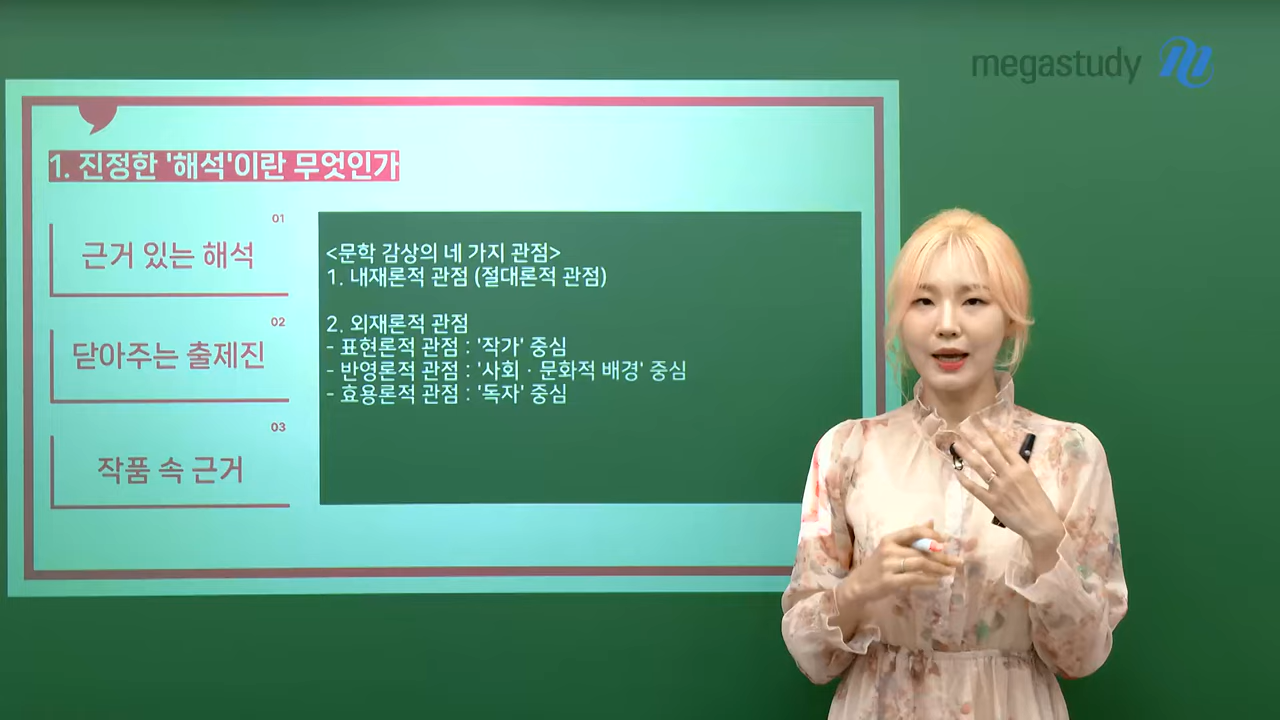 megastudy
1. 진정한 '해석'이란 무엇인가
01
근거 있는 해석
02
닫아주는 출제진
03
작품 속 근거
<문학 감상의 네 가지 관점>
1. 내재론적 관점 (절대론적 관점)
2. 외재론적 관점
- 표현론적 관점 : '작가' 중심
- 반영론적 관점 : '사회 · 문화적 배경' 중심
- 효용론적 관점 : '독자' 중심